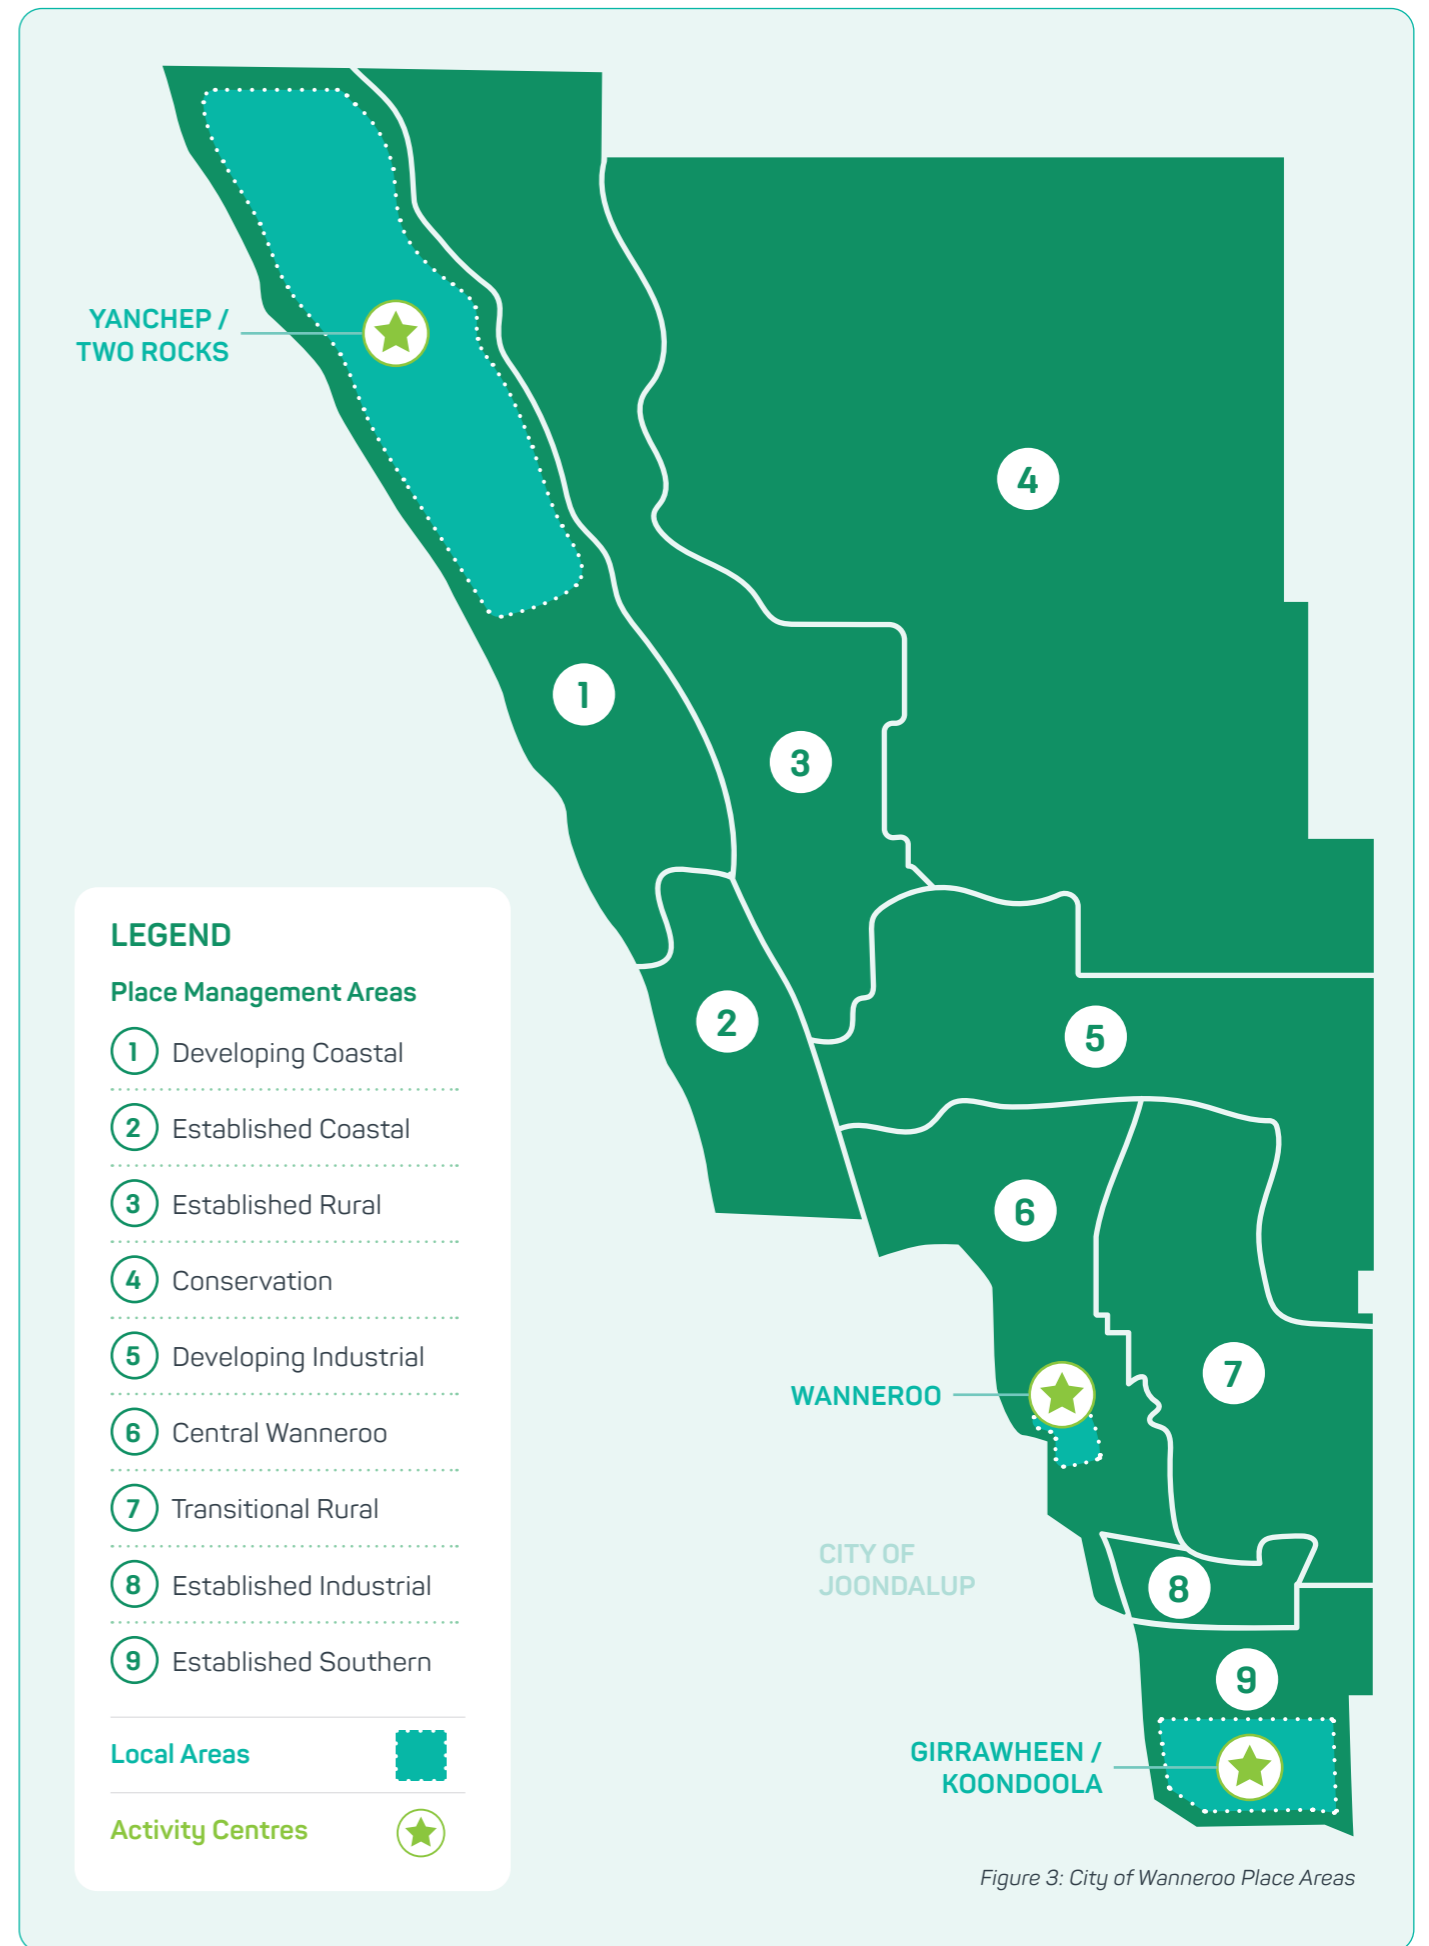 YANCHEP /
TWO ROCKS
4
1
3
2
5
6
7
WANNEROO
CITY OF
JOONDALUP
8
9
GIRRAWHEEN /
KOONDOOLA
LEGEND
Place Management Areas
1 Developing Coastal
2 Established Coastal
3 Established Rural
4 Conservation
5 Developing Industrial
6 Central Wanneroo
7 Transitional Rural
8 Established Industrial
9 Established Southern
Local Areas
Activity Centres
Figure 3: City of Wanneroo Place Areas